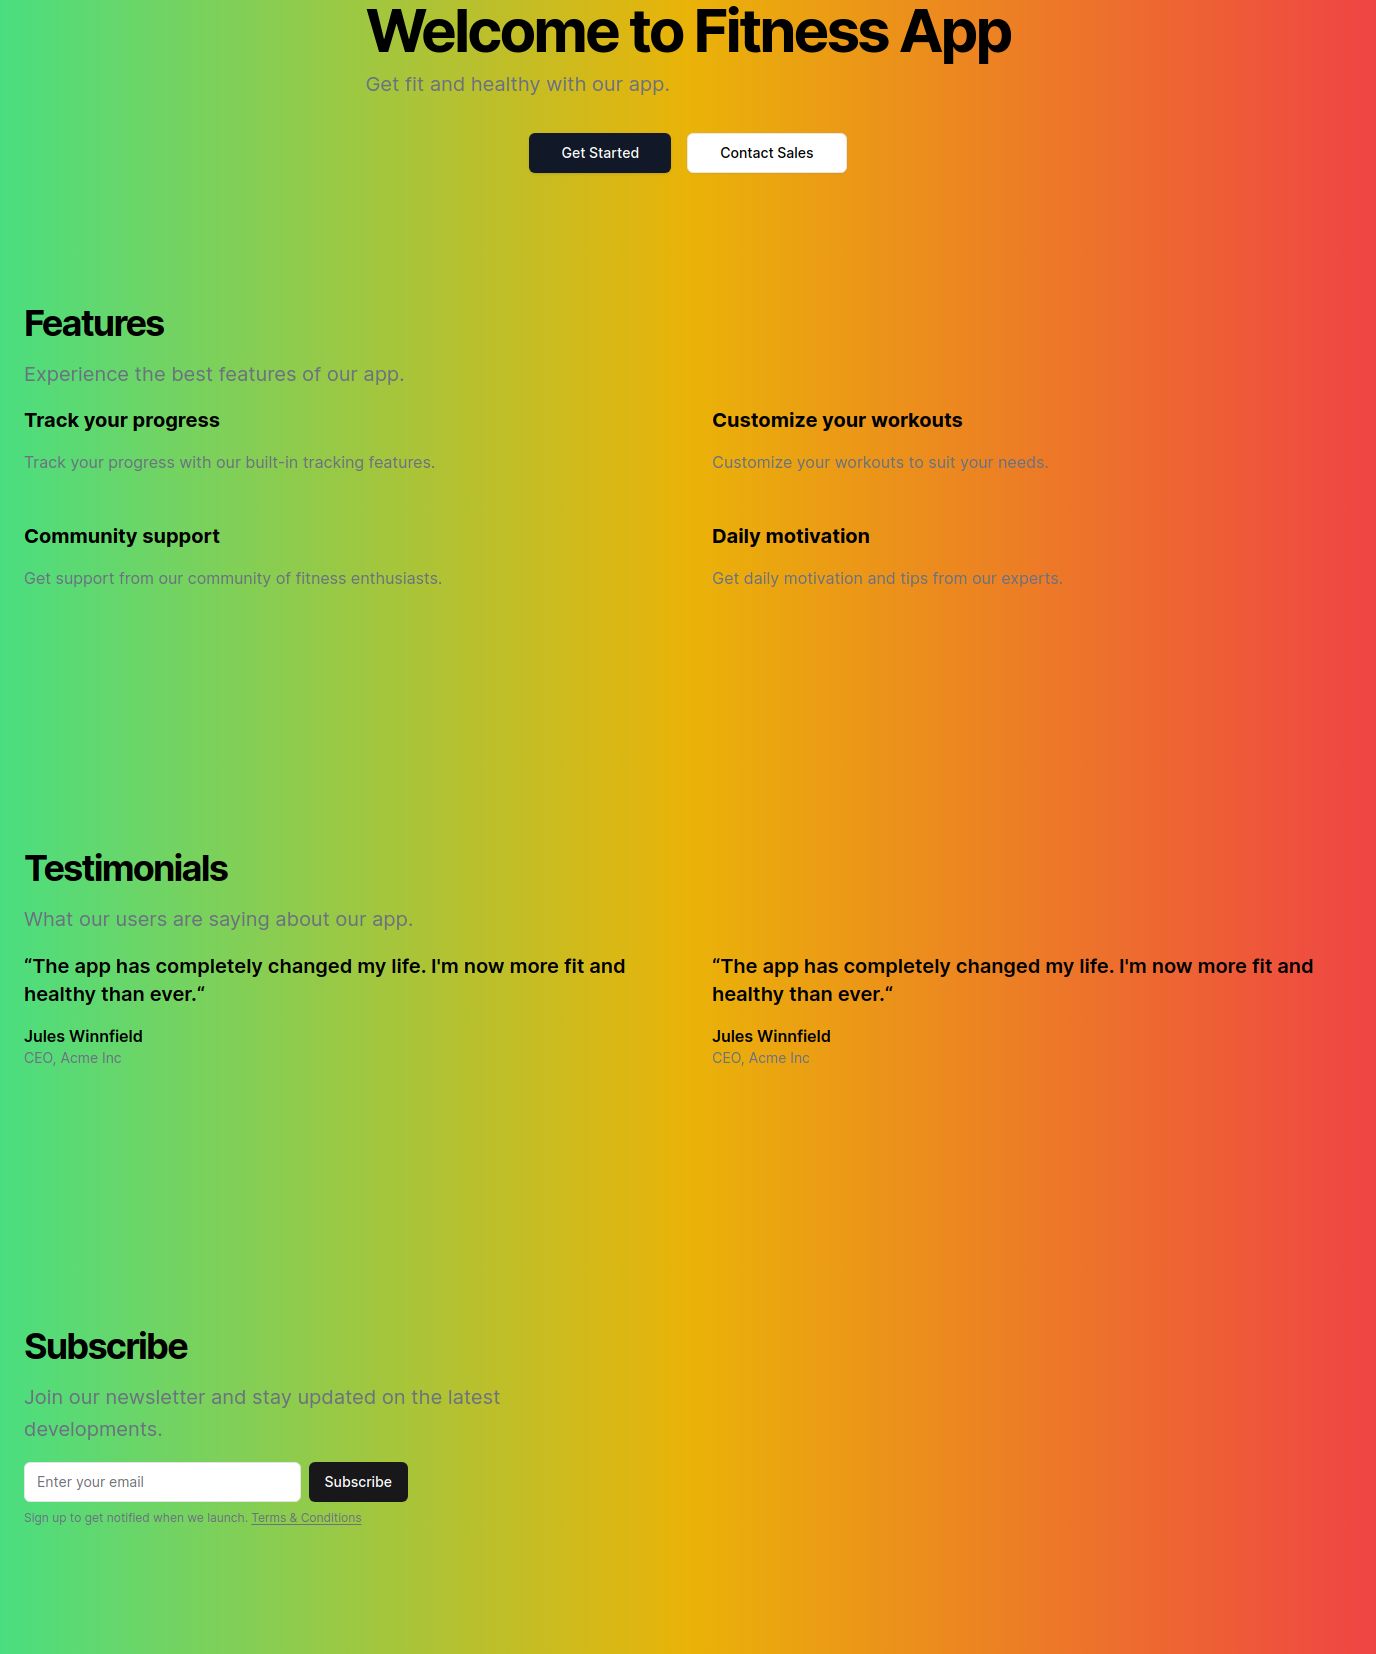 Welcome to Fitness App
Get fit and healthy with our app.
Get Started
Contact Sales
Features
Experience the best features of our app.
Track your progress
Track your progress with our built-in tracking features.
Customize your workouts
Customize your workouts to suit your needs.
Community support
Get support from our community of fitness enthusiasts.
Daily motivation
Get daily motivation and tips from our experts.
Testimonials
What our users are saying about our app.
“The app has completely changed my life. I'm now more fit and
healthy than ever.“
Jules Winnfield
CEO, Acme Inc
“The app has completely changed my life. I'm now more fit and
healthy than ever.“
Jules Winnfield
CEO, Acme Inc
Subscribe
Join our newsletter and stay updated on the latest
developments.
Enter your email
Subscribe
Sign up to get notified when we launch. Terms & Conditions